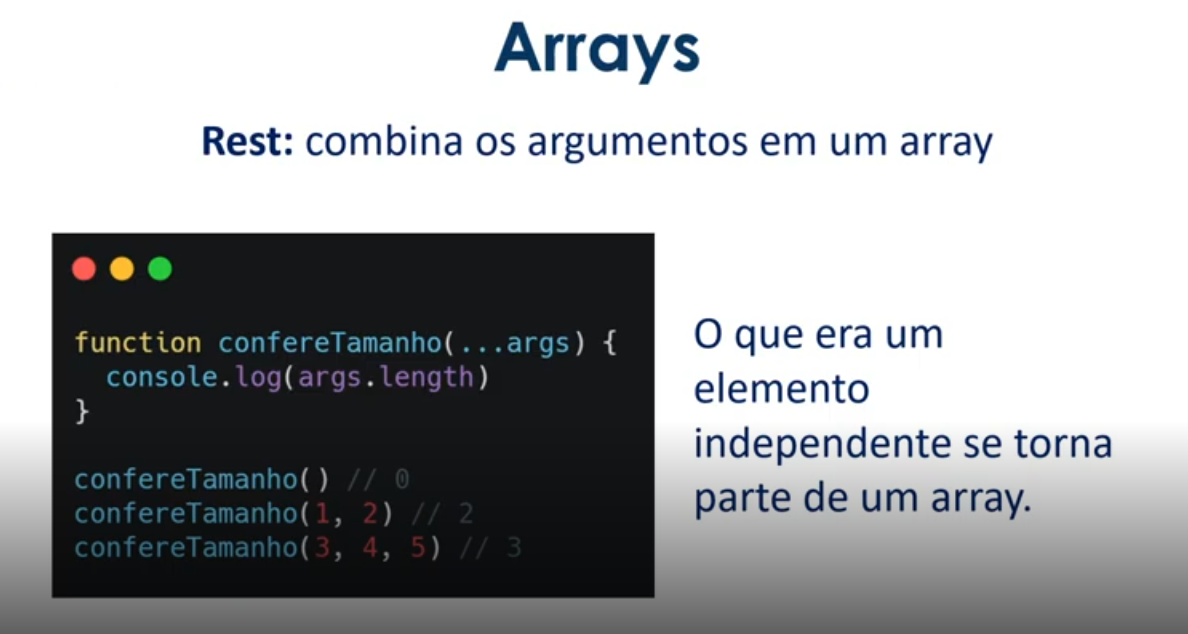 Arrays
Rest: combina os argumentos em um array
function confereTamanho(...args) {
console.log(args.length)
}
confereTamanho() // 0
confereTamanho(1, 2) // 2
confereTamanho(3, 4, 5) // 3
O que era um
elemento
independente se torna
parte de um array.